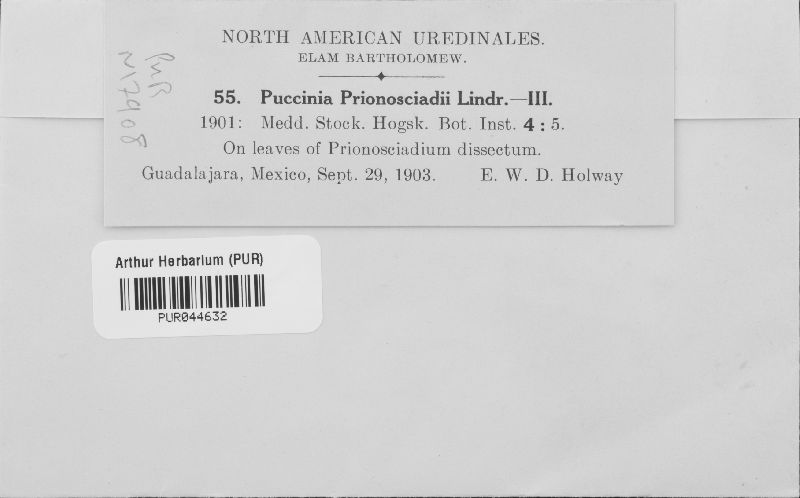 NORTH AMERICAN UREDINALES.
ELAM BARTHOLOMEW.
55. Puccinia Prionosciadii Lindr.—III.
1901: Medd. Stock. Hogsk. Bot. Inst. 4 : 5.
On leaves of Prionosciadium dissectum.
Guadalajara, Mexico, Sept. 29, 1903. E. W. D. Holway
PUR
N17908
Arthur Herbarium (PUR)
PUR044632